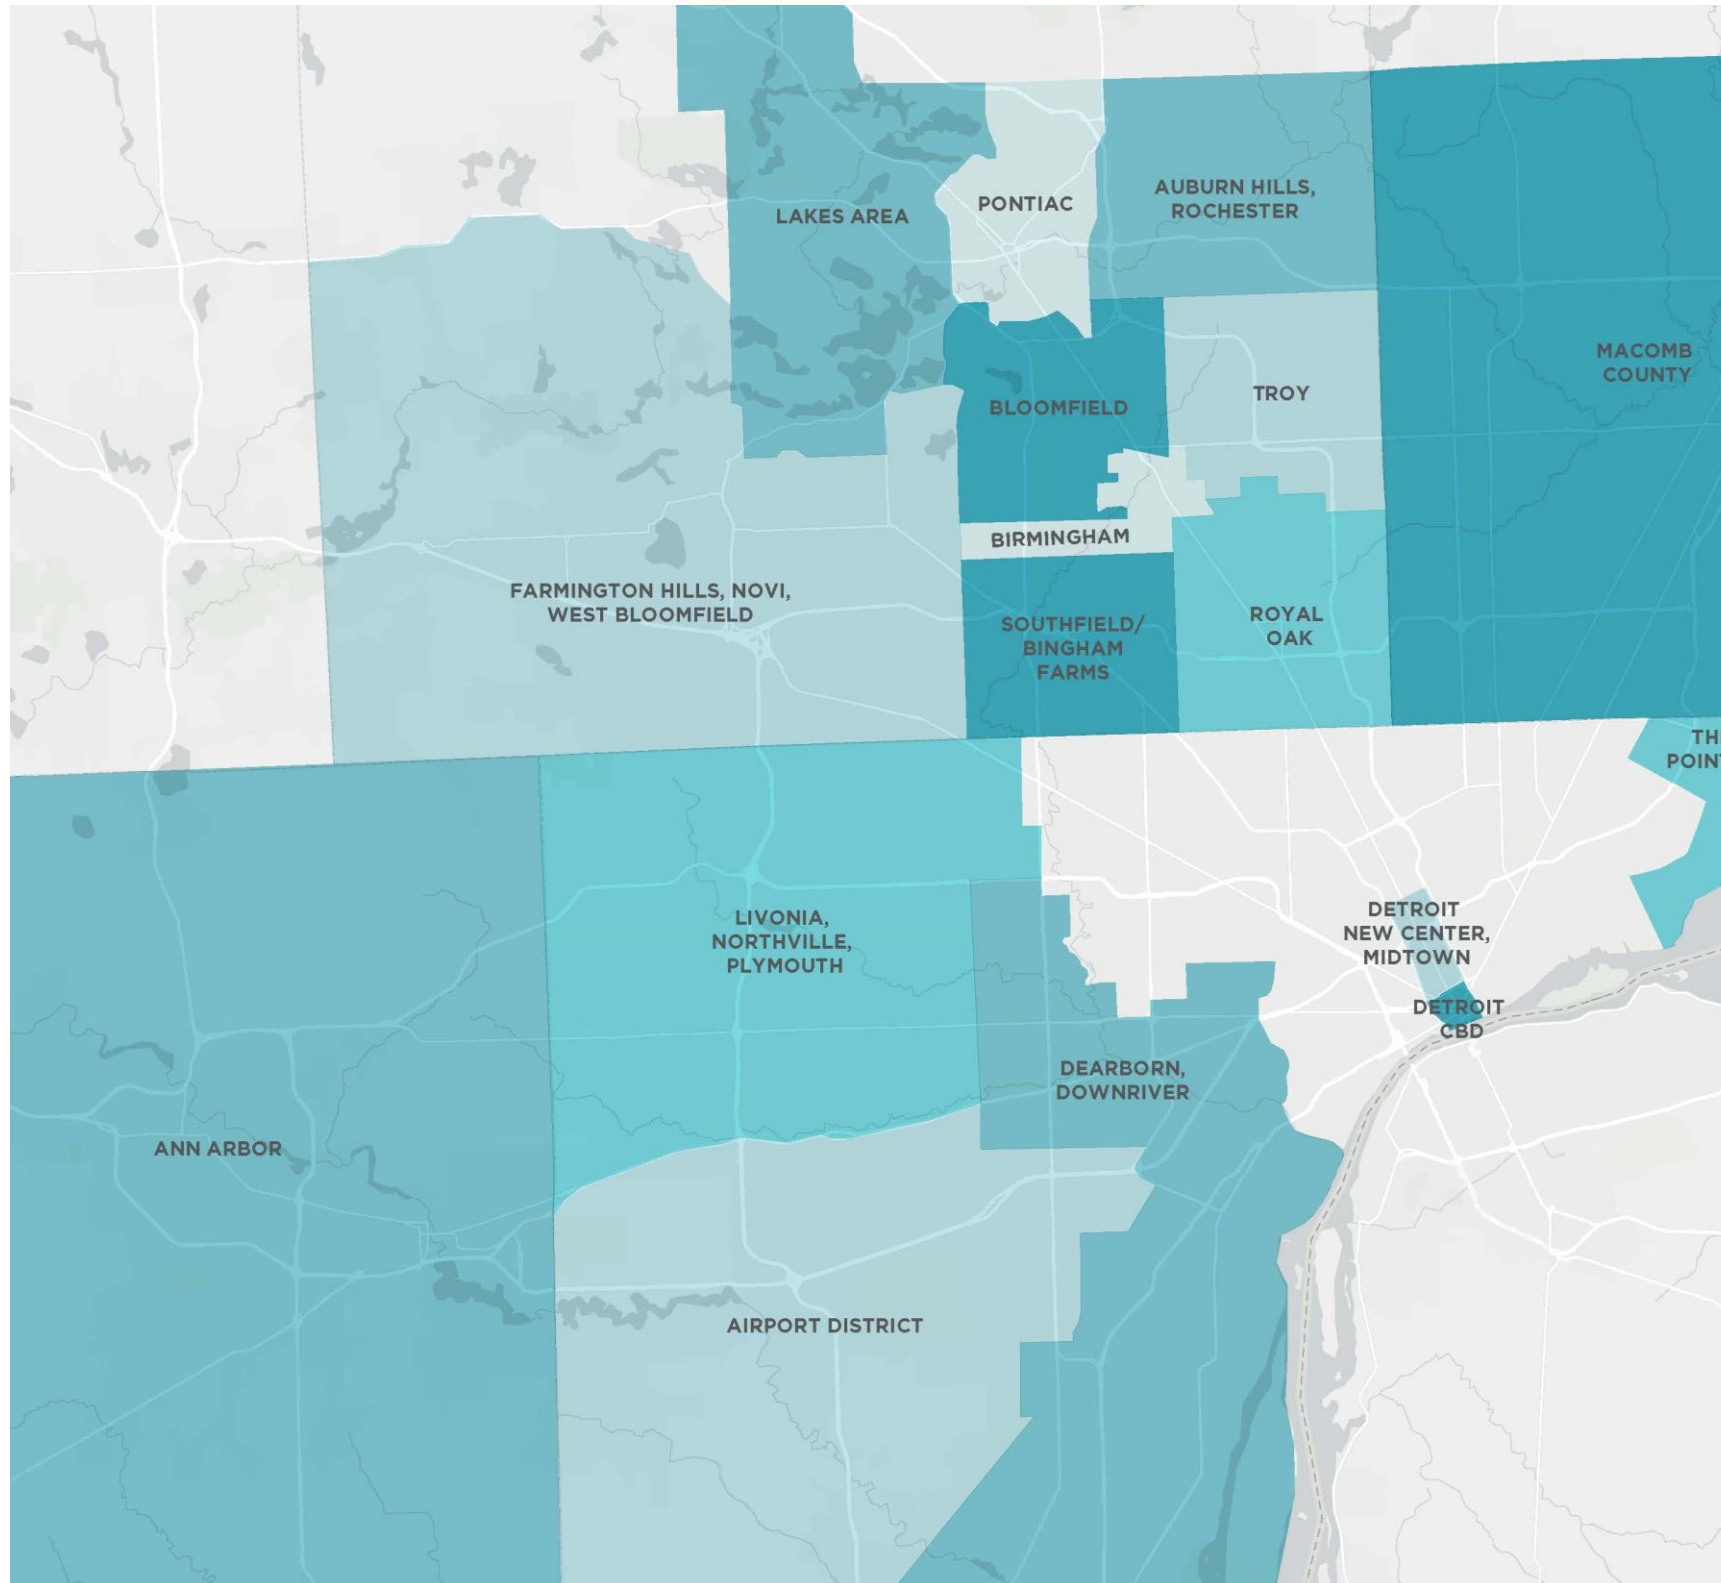 PONTIAC
AUBURN HILLS,
ROCHESTER
LAKES AREA
MACOMB
COUNTY
TROY
BLOOMFIELD
BIRMINGHAM
FARMINGTON HILLS, NOVI,
WEST BLOOMFIELD
SOUTHFIELD/
BINGHAM
FARMS
ROYAL
OAK
LIVONIA,
NORTHVILLE,
PLYMOUTH
DETROIT
NEW CENTER,
MIDTOWN
DETROIT
CBD
DEARBORN,
DOWNRIVER
ANN ARBOR
AIRPORT DISTRICT